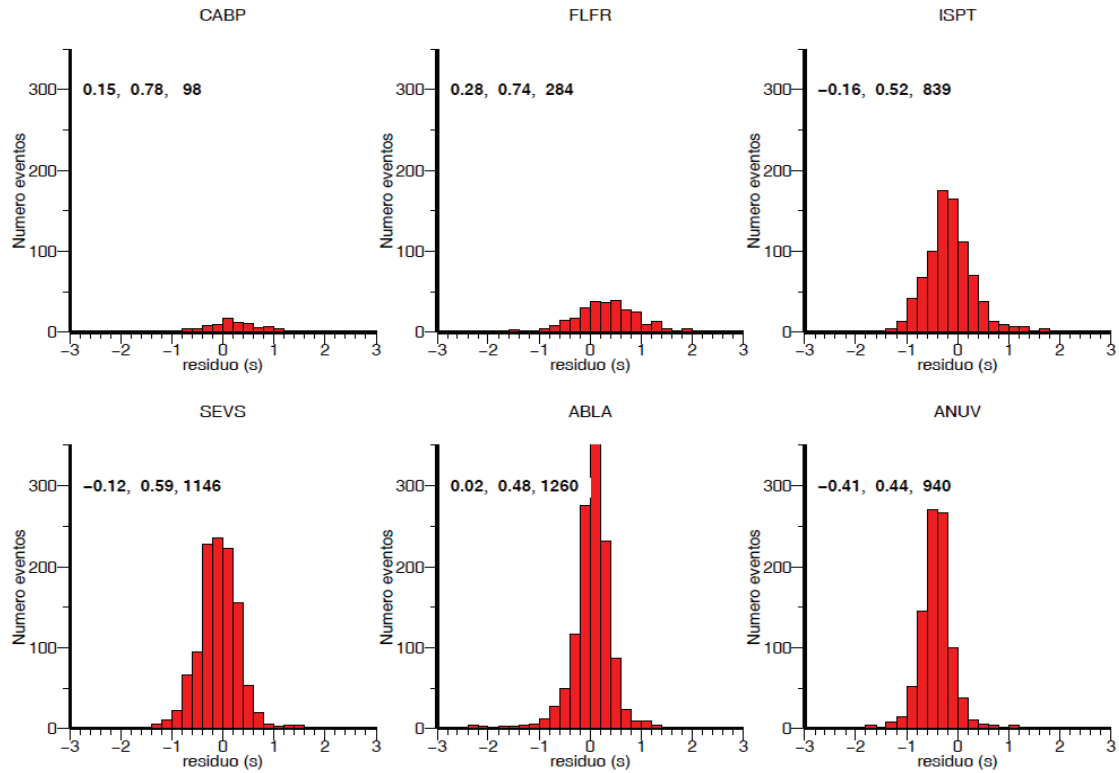 CABP
0.15, 0.78, 98
Numero eventos
300
200
100
0
−3 −2 −1 0 1 2 3
residuo (s)
FLFR
0.28, 0.74, 284
Numero eventos
300
200
100
0
−3 −2 −1 0 1 2 3
residuo (s)
ISPT
−0.16, 0.52, 839
Numero eventos
300
200
100
0
−3 −2 −1 0 1 2 3
residuo (s)
SEVS
−0.12, 0.59, 1146
Numero eventos
300
200
100
0
−3 −2 −1 0 1 2 3
residuo (s)
ABLA
0.02, 0.48, 1260
Numero eventos
300
200
100
0
−3 −2 −1 0 1 2 3
residuo (s)
ANUV
−0.41, 0.44, 940
Numero eventos
300
200
100
0
−3 −2 −1 0 1 2 3
residuo (s)